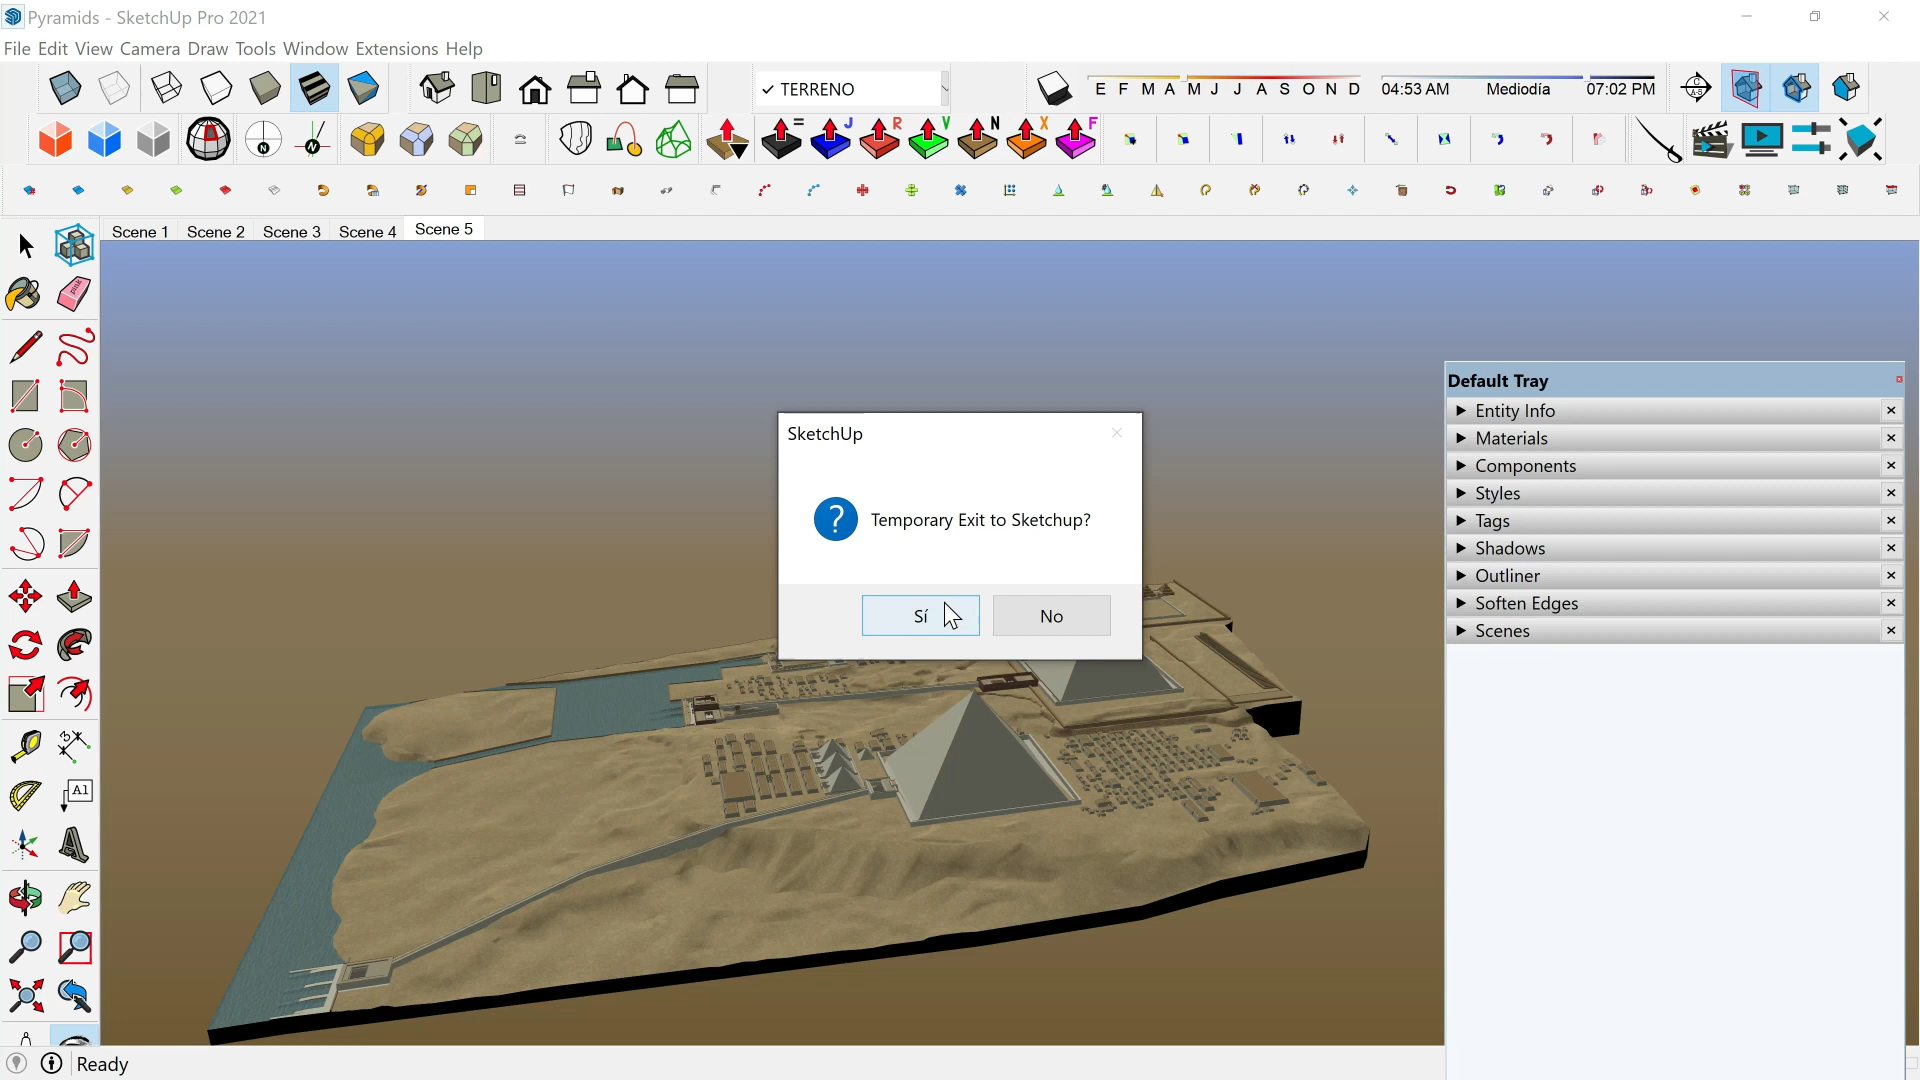 Pyramids - SketchUp Pro 2021
File Edit View Camera Draw Tools Window Extensions Help
TERRENO
E F M A M J J A S O N D
04:53 AM Mediodía 07:02 PM
= J R V N X F
Scene 1 Scene 2 Scene 3 Scene 4 Scene 5
Default Tray
Entity Info
Materials
Components
Styles
Tags
Shadows
Outliner
Soften Edges
Scenes
SketchUp
? Temporary Exit to Sketchup?
Sí No
A1
Ready